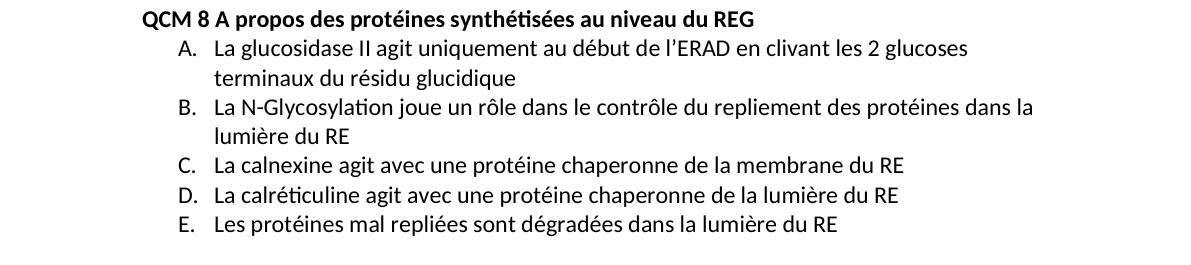 QCM 8 A propos des protéines synthétisées au niveau du REG
A. La glucosidase II agit uniquement au début de l’ERAD en clivant les 2 glucoses
terminaux du résidu glucidique
B. La N-Glycosylation joue un rôle dans le contrôle du repliement des protéines dans la
lumière du RE
C. La calnexine agit avec une protéine chaperonne de la membrane du RE
D. La calréticuline agit avec une protéine chaperonne de la lumière du RE
E. Les protéines mal repliées sont dégradées dans la lumière du RE